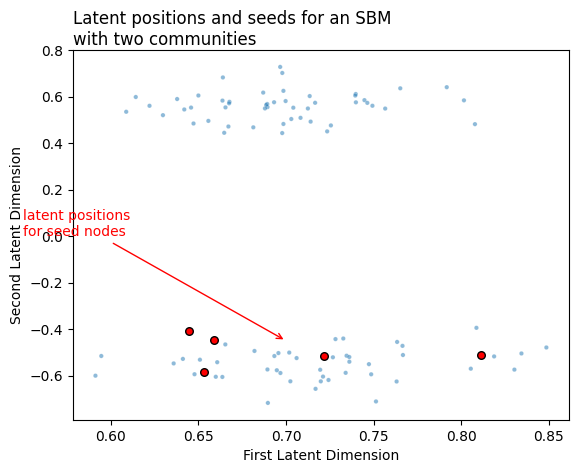 Latent positions and seeds for an SBM
with two communities
0.8
0.6
0.4
0.2
0.0
−0.2
−0.4
−0.6
Second Latent Dimension
latent positions
for seed nodes
0.60 0.65 0.70 0.75 0.80 0.85
First Latent Dimension